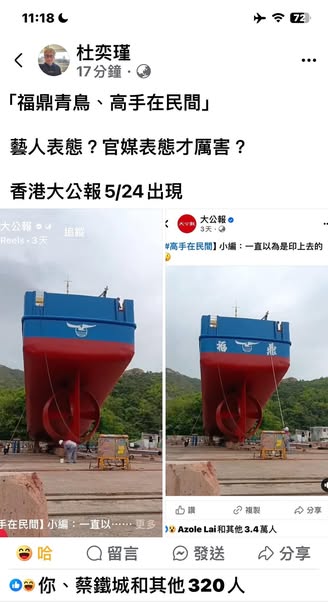 11:18
72
杜奕瑾
17分鐘·
「福鼎青鳥、高手在民間」
藝人表態？官媒表態才厲害？
香港大公報 5/24 出現
大公報
追蹤
Reels · 3天
手在民間】小編：一直以…… 更多
大公報
3天·
#高手在民間】小編：一直以為是印上去的
福 鼎
讚
複製
分享
Azole Lai和其他 3.4 萬人
哈
留言
發送
分享
你、蔡鐵城和其他 320 人